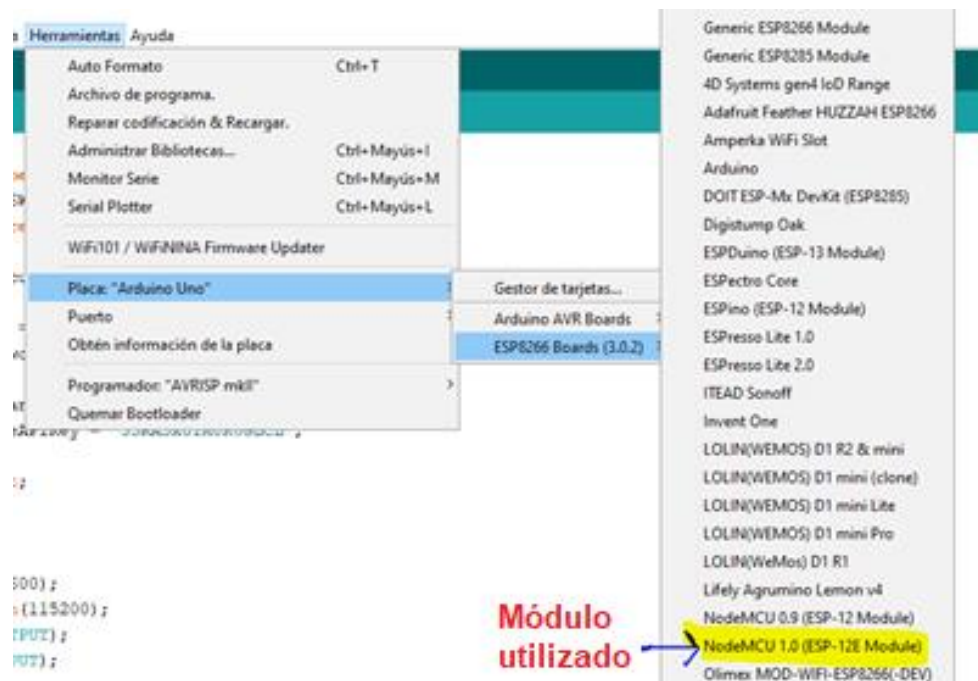 Herramientas Ayuda
Auto Formato Ctrl+T
Archivo de programa.
Reparar codificación & Recargar.
Administrar Bibliotecas... Ctrl+Mayús+I
Monitor Serie Ctrl+Mayús+M
Serial Plotter Ctrl+Mayús+L
WiFi101 / WiFiNINA Firmware Updater
Placa: "Arduino Uno"
Puerto
Obtén información de la placa
Programador: "AVRISP mkII"
Quemar Bootloader
Gestor de tarjetas...
Arduino AVR Boards
ESP8266 Boards (3.0.2)
Generic ESP8266 Module
Generic ESP8285 Module
4D Systems gen4 IoD Range
Adafruit Feather HUZZAH ESP8266
Amperka WiFi Slot
Arduino
DOIT ESP-Mx DevKit (ESP8285)
Digistump Oak
ESPDuino (ESP-13 Module)
ESPectro Core
ESPino (ESP-12 Module)
ESPresso Lite 1.0
ESPresso Lite 2.0
ITEAD Sonoff
Invent One
LOLIN(WEMOS) D1 R2 & mini
LOLIN(WEMOS) D1 mini (clone)
LOLIN(WEMOS) D1 mini Lite
LOLIN(WEMOS) D1 mini Pro
LOLIN(WeMos) D1 R1
Lifely Agrumino Lemon v4
NodeMCU 0.9 (ESP-12 Module)
NodeMCU 1.0 (ESP-12E Module)
Olimex MOD-WIFI-ESP8266(-DEV)
(115200);
Módulo
utilizado